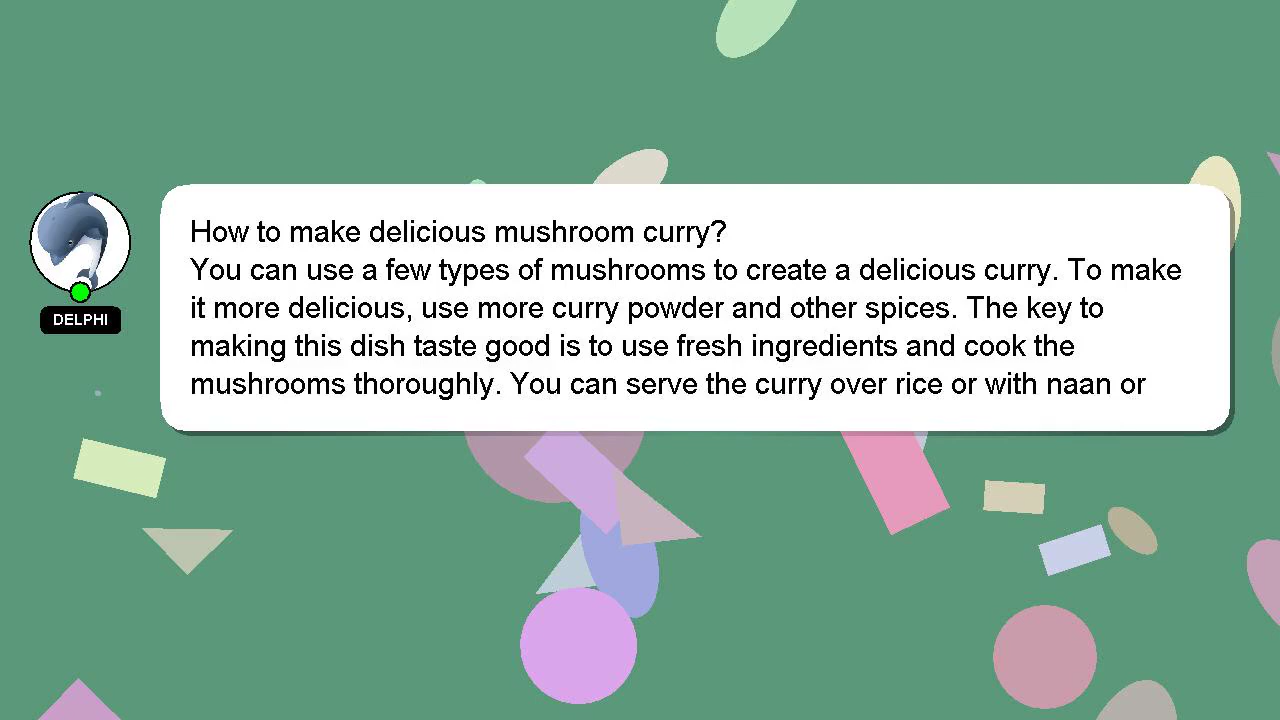 How to make delicious mushroom curry?
You can use a few types of mushrooms to create a delicious curry. To make
it more delicious, use more curry powder and other spices. The key to
making this dish taste good is to use fresh ingredients and cook the
mushrooms thoroughly. You can serve the curry over rice or with naan or
DELPHI